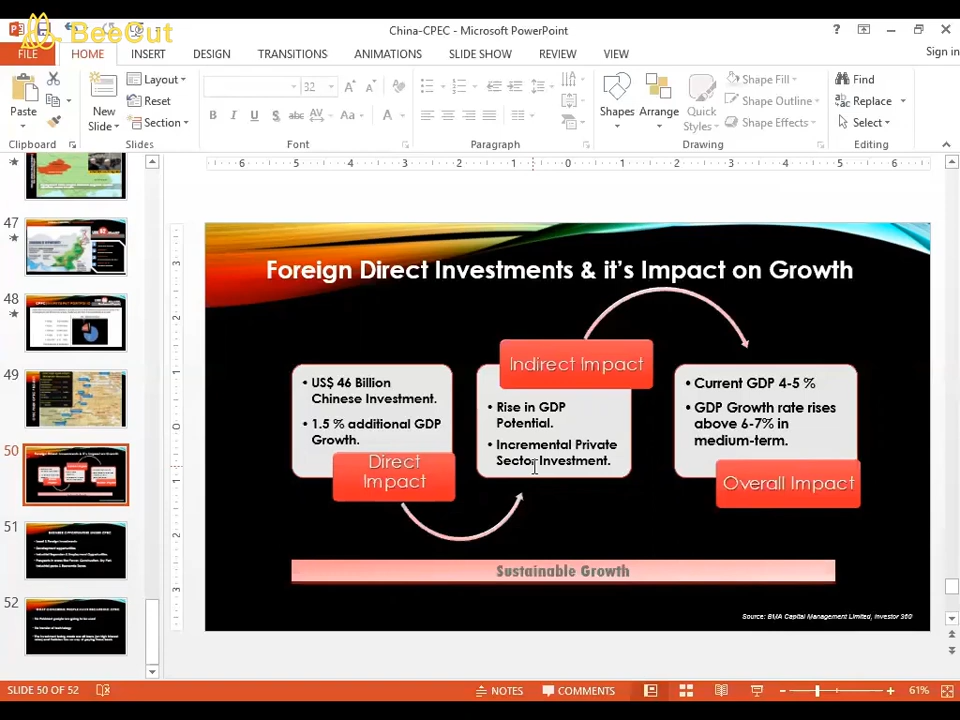 BeeCut
China-CPEC - Microsoft PowerPoint
FILE
HOME
INSERT
DESIGN
TRANSITIONS
ANIMATIONS
SLIDE SHOW
REVIEW
VIEW
Sign in
Paste
New
Slide
Layout
Reset
Section
32
Shapes
Arrange
Quick
Styles
Shape Fill
Shape Outline
Shape Effects
Find
Replace
Select
Clipboard
Slides
Font
Paragraph
Drawing
Editing
47
48
49
50
51
52
Foreign Direct Investments & it's Impact on Growth
• US$ 46 Billion
Chinese Investment.
• 1.5 % additional GDP
Growth.
Direct
Impact
Indirect Impact
• Rise in GDP
Potential.
• Incremental Private
Sector Investment.
• Current GDP 4-5 %
• GDP Growth rate rises
above 6-7% in
medium-term.
Overall Impact
Sustainable Growth
Source: BMA Capital Management Limited, Investor 360°
SLIDE 50 OF 52
NOTES
COMMENTS
61%